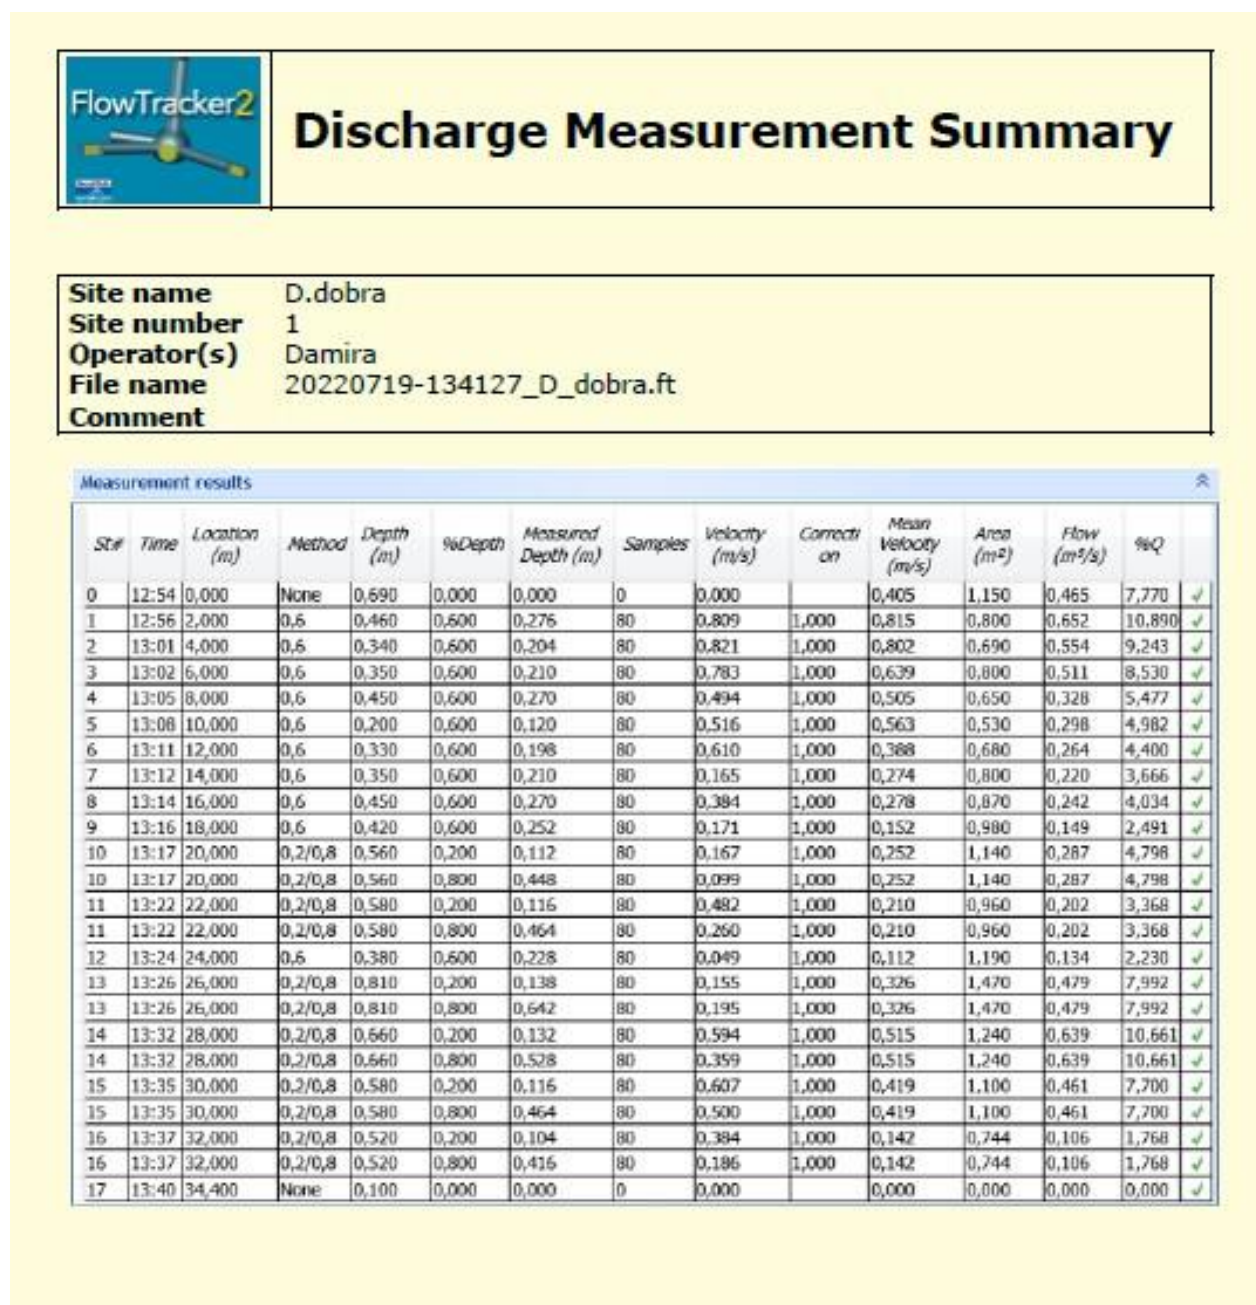 FlowTracker2
Discharge Measurement Summary
Site name D.dobra
Site number 1
Operator(s) Damira
File name 20220719-134127_D_dobra.ft
Comment
Measurement results
St# Time Location (m) Method Depth (m) %Depth Measured Depth (m) Samples Velocity (m/s) Correcti on Mean Velocity (m/s) Area (m²) Flow (m³/s) %Q
0 12:54 0,000 None 0,690 0,000 0,000 0 0,000 0,405 1,150 0,465 7,770 ✓
1 12:56 2,000 0,6 0,460 0,600 0,276 80 0,809 1,000 0,815 0,800 0,652 10,890 ✓
2 13:01 4,000 0,6 0,340 0,600 0,204 80 0,821 1,000 0,802 0,690 0,554 9,243 ✓
3 13:02 6,000 0,6 0,350 0,600 0,210 80 0,783 1,000 0,639 0,800 0,511 8,530 ✓
4 13:05 8,000 0,6 0,450 0,600 0,270 80 0,494 1,000 0,505 0,650 0,328 5,477 ✓
5 13:08 10,000 0,6 0,200 0,600 0,120 80 0,516 1,000 0,563 0,530 0,298 4,982 ✓
6 13:11 12,000 0,6 0,330 0,600 0,198 80 0,610 1,000 0,388 0,680 0,264 4,400 ✓
7 13:12 14,000 0,6 0,350 0,600 0,210 80 0,165 1,000 0,274 0,800 0,220 3,666 ✓
8 13:14 16,000 0,6 0,450 0,600 0,270 80 0,384 1,000 0,278 0,870 0,242 4,034 ✓
9 13:16 18,000 0,6 0,420 0,600 0,252 80 0,171 1,000 0,152 0,980 0,149 2,491 ✓
10 13:17 20,000 0,2/0,8 0,560 0,200 0,112 80 0,167 1,000 0,252 1,140 0,287 4,798 ✓
10 13:17 20,000 0,2/0,8 0,560 0,800 0,448 80 0,099 1,000 0,252 1,140 0,287 4,798 ✓
11 13:22 22,000 0,2/0,8 0,580 0,200 0,116 80 0,482 1,000 0,210 0,960 0,202 3,368 ✓
11 13:22 22,000 0,2/0,8 0,580 0,800 0,464 80 0,260 1,000 0,210 0,960 0,202 3,368 ✓
12 13:24 24,000 0,6 0,380 0,600 0,228 80 0,049 1,000 0,112 1,190 0,134 2,230 ✓
13 13:26 26,000 0,2/0,8 0,810 0,200 0,138 80 0,155 1,000 0,326 1,470 0,479 7,992 ✓
13 13:26 26,000 0,2/0,8 0,810 0,800 0,642 80 0,195 1,000 0,326 1,470 0,479 7,992 ✓
14 13:32 28,000 0,2/0,8 0,660 0,200 0,132 80 0,594 1,000 0,515 1,240 0,639 10,661 ✓
14 13:32 28,000 0,2/0,8 0,660 0,800 0,528 80 0,359 1,000 0,515 1,240 0,639 10,661 ✓
15 13:35 30,000 0,2/0,8 0,580 0,200 0,116 80 0,607 1,000 0,419 1,100 0,461 7,700 ✓
15 13:35 30,000 0,2/0,8 0,580 0,800 0,464 80 0,500 1,000 0,419 1,100 0,461 7,700 ✓
16 13:37 32,000 0,2/0,8 0,520 0,200 0,104 80 0,384 1,000 0,142 0,744 0,106 1,768 ✓
16 13:37 32,000 0,2/0,8 0,520 0,800 0,416 80 0,186 1,000 0,142 0,744 0,106 1,768 ✓
17 13:40 34,400 None 0,100 0,000 0,000 0 0,000 0,000 0,000 0,000 0,000 ✓